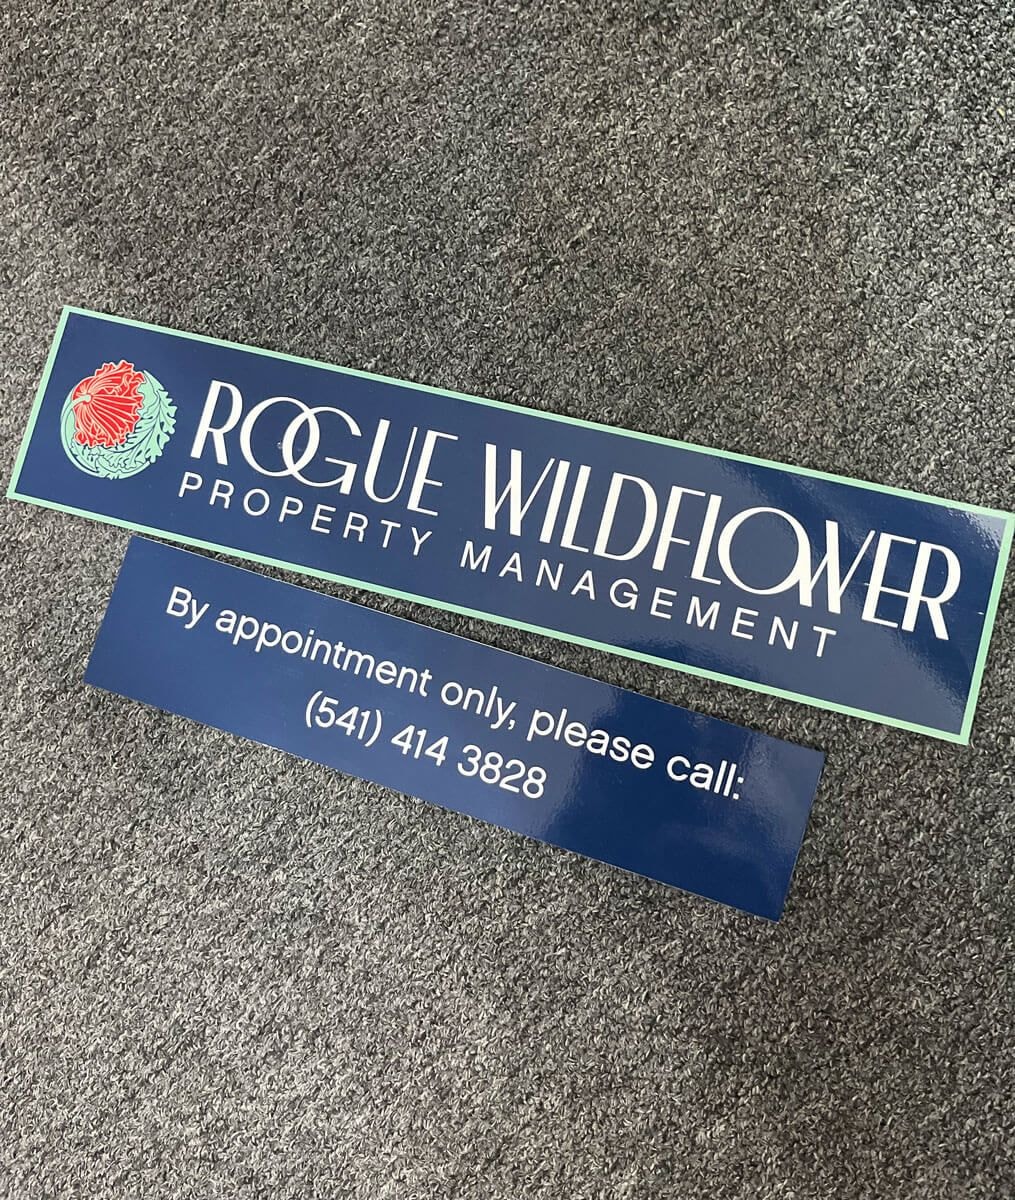 ROGUE WILDFLOWER
PROPERTY MANAGEMENT
By appointment only, please call:
(541) 414 3828